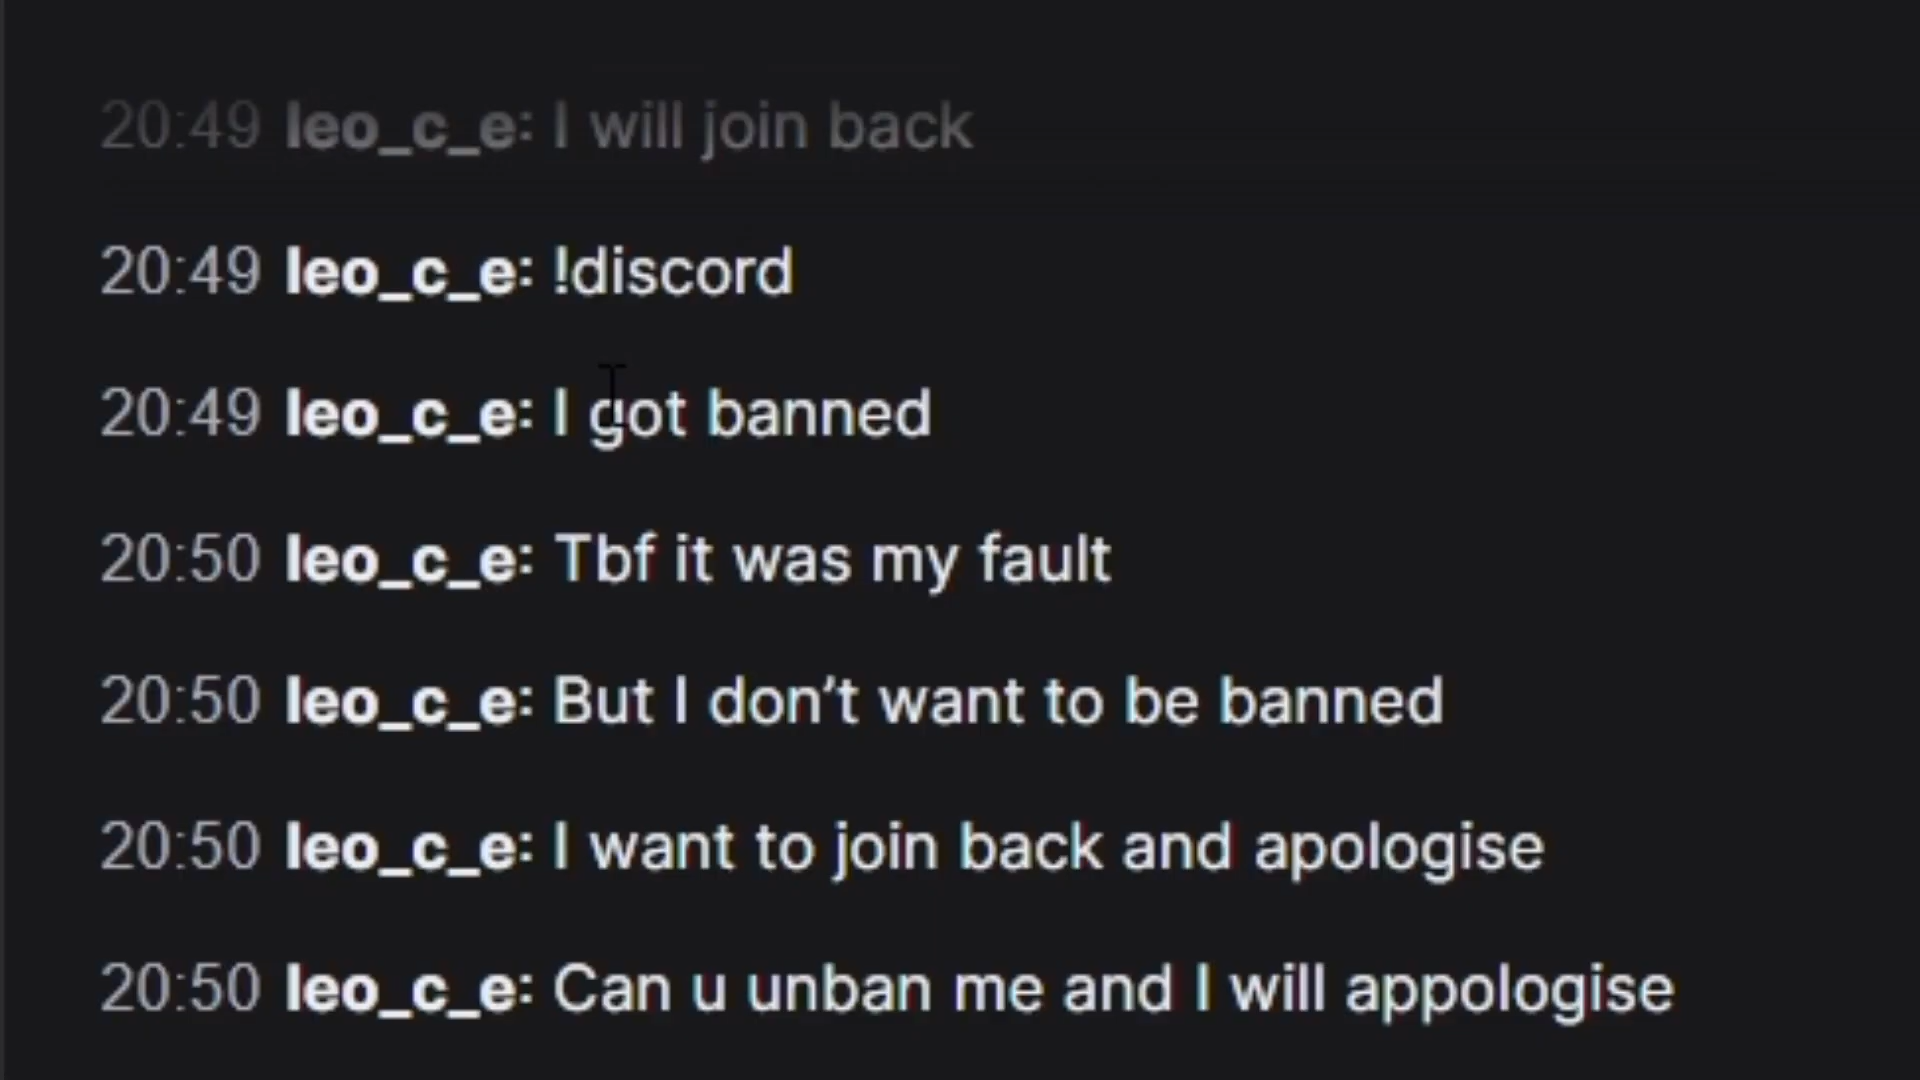 20:49 leo_c_e: I will join back
20:49 leo_c_e: !discord
20:49 leo_c_e: I got banned
20:50 leo_c_e: Tbf it was my fault
20:50 leo_c_e: But I don’t want to be banned
20:50 leo_c_e: I want to join back and apologise
20:50 leo_c_e: Can u unban me and I will appologise